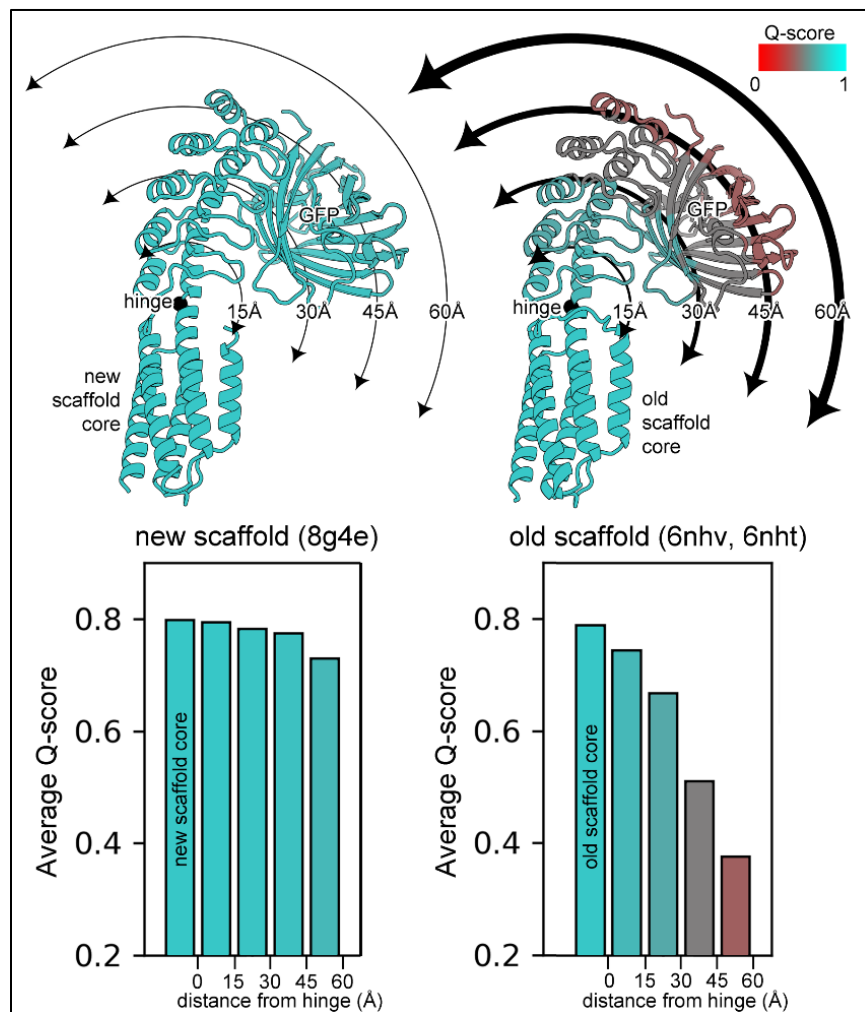 Q-score
0 1
GFP
GFP
hinge
15Å 30Å 45Å 60Å
hinge
15Å 30Å 45Å 60Å
new
scaffold
core
old
scaffold
core
new scaffold (8g4e)
old scaffold (6nhv, 6nht)
Average Q-score
0.8
0.6
0.4
0.2
new scaffold core
0 15 30 45 60
distance from hinge (Å)
Average Q-score
0.8
0.6
0.4
0.2
old scaffold core
0 15 30 45 60
distance from hinge (Å)